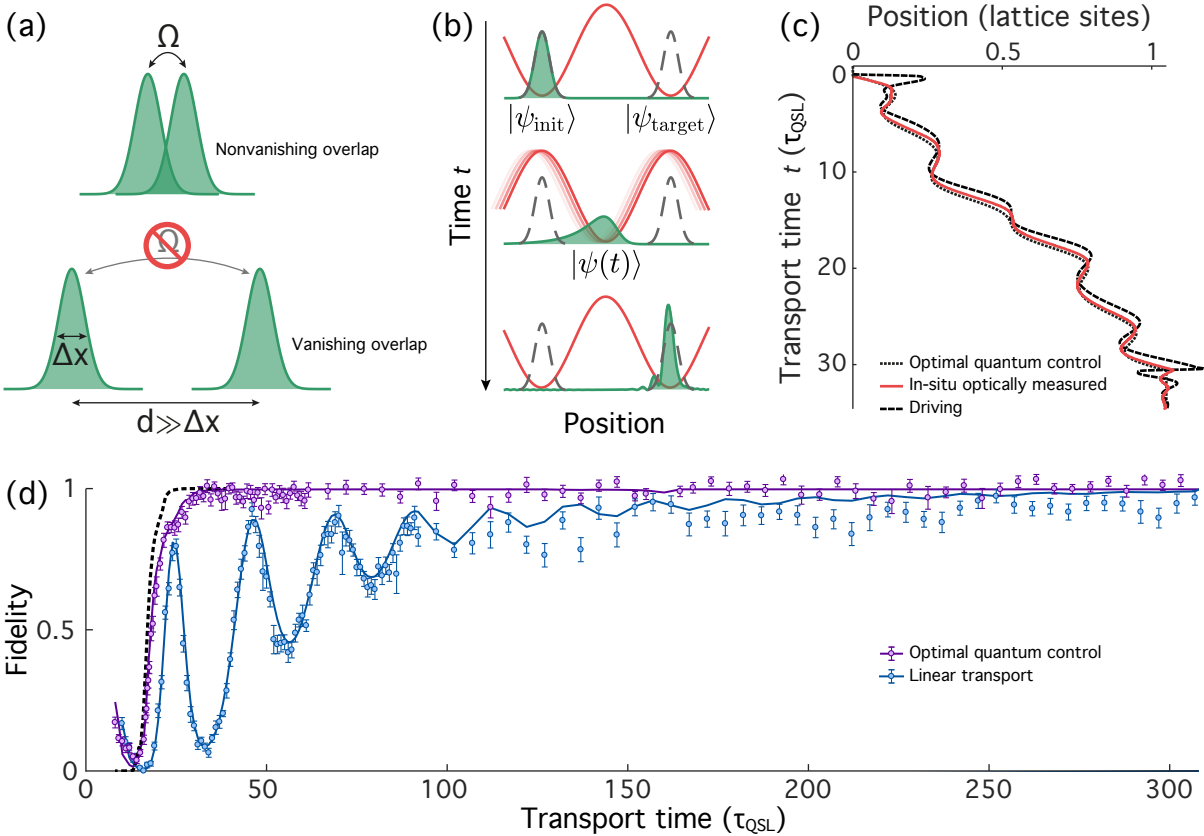 (a)
Ω
Nonvanishing overlap
Ω
Δx
Vanishing overlap
d≫Δx
(b)
Time t
|ψinit⟩
|ψtarget⟩
|ψ(t)⟩
Position
(c)
Position (lattice sites)
0
0.5
1
0
10
20
30
Transport time t (τQSL)
Optimal quantum control
In-situ optically measured
Driving
(d)
1
0.5
0
Fidelity
Optimal quantum control
Linear transport
0
50
100
150
200
250
300
Transport time (τQSL)